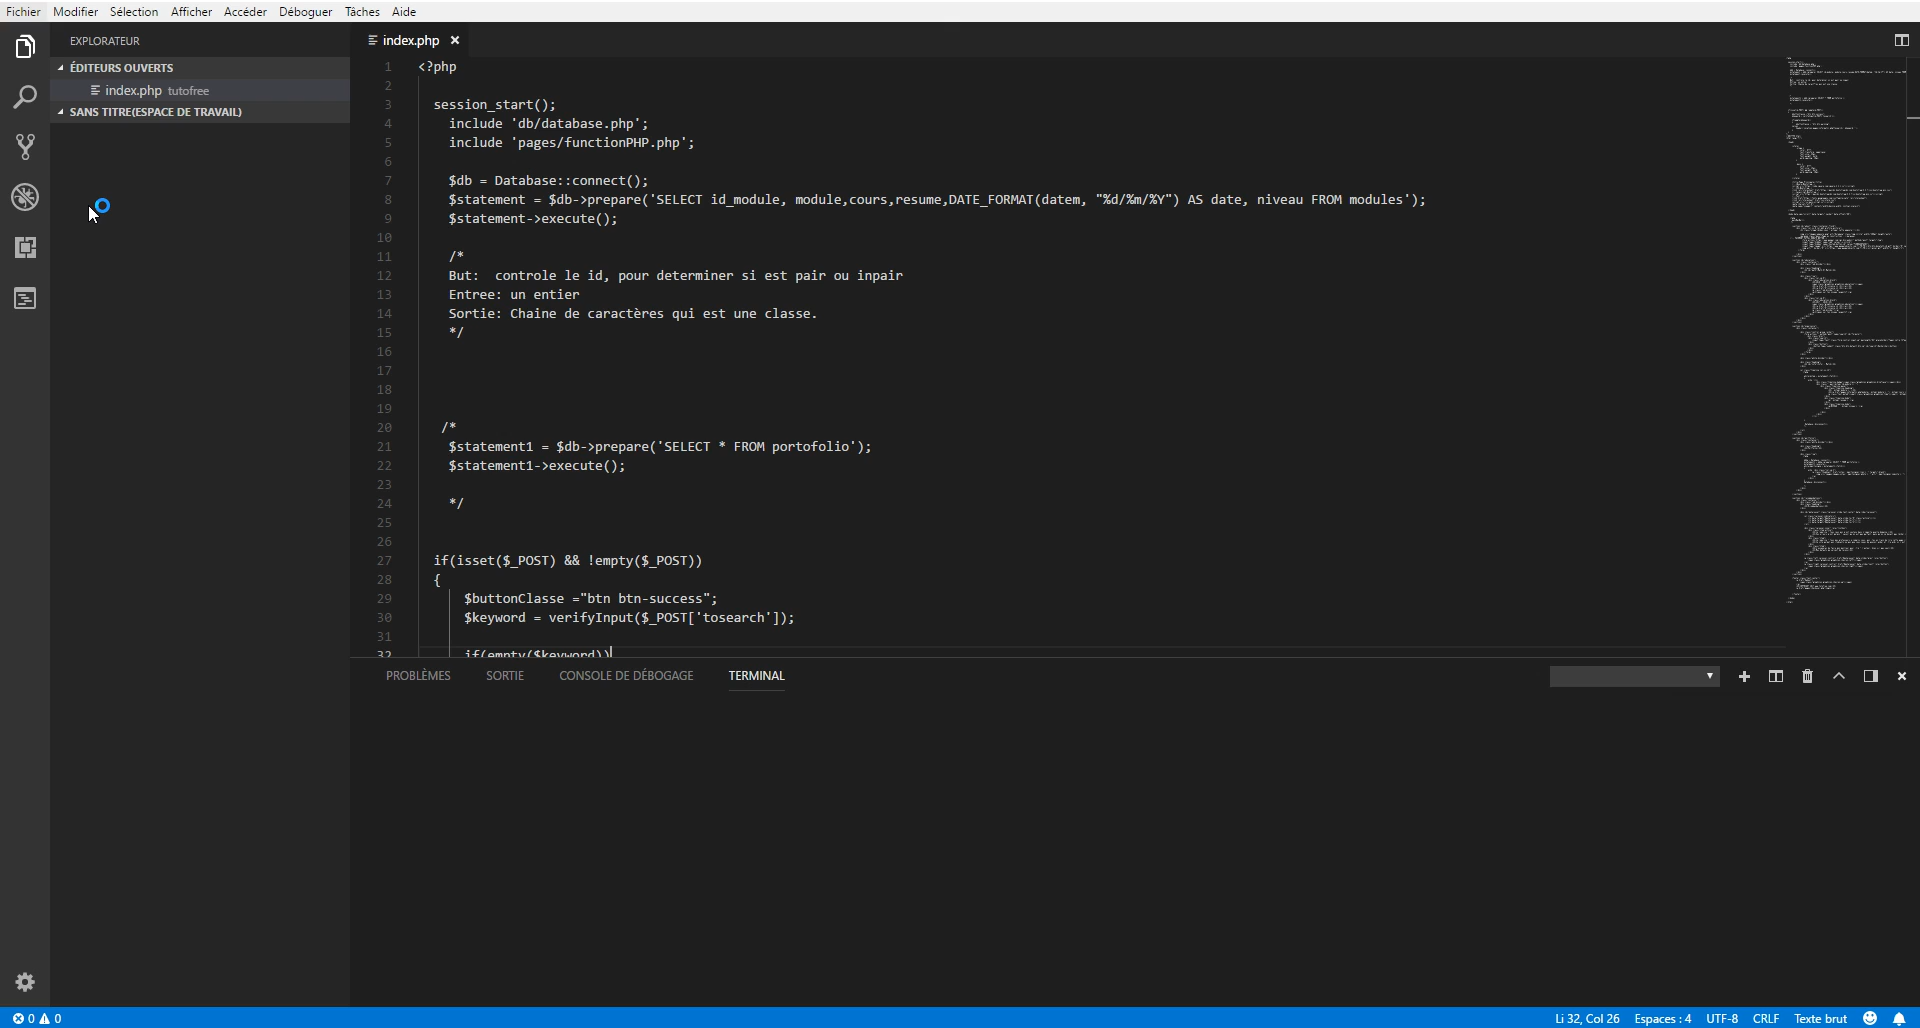 Fichier Modifier Sélection Afficher Accéder Déboguer Tâches Aide
EXPLORATEUR
ÉDITEURS OUVERTS
index.php tutofree
SANS TITRE(ESPACE DE TRAVAIL)
index.php
1 <?php
2
3 session_start();
4 include 'db/database.php';
5 include 'pages/functionPHP.php';
6
7 $db = Database::connect();
8 $statement = $db->prepare('SELECT id_module, module,cours,resume,DATE_FORMAT(datem, "%d/%m/%Y") AS date, niveau FROM modules');
9 $statement->execute();
10
11 /*
12 But:  controle le id, pour determiner si est pair ou inpair
13 Entree: un entier
14 Sortie: Chaine de caractères qui est une classe.
15 */
16
17
18
19
20 /*
21 $statement1 = $db->prepare('SELECT * FROM portofolio');
22 $statement1->execute();
23
24 */
25
26
27 if(isset($_POST) && !empty($_POST))
28 {
29 $buttonClasse ="btn btn-success";
30 $keyword = verifyInput($_POST['tosearch']);
31
32 if(empty($keyword))
PROBLÈMES SORTIE CONSOLE DE DÉBOGAGE TERMINAL
0 0 Li 32, Col 26 Espaces : 4 UTF-8 CRLF Texte brut